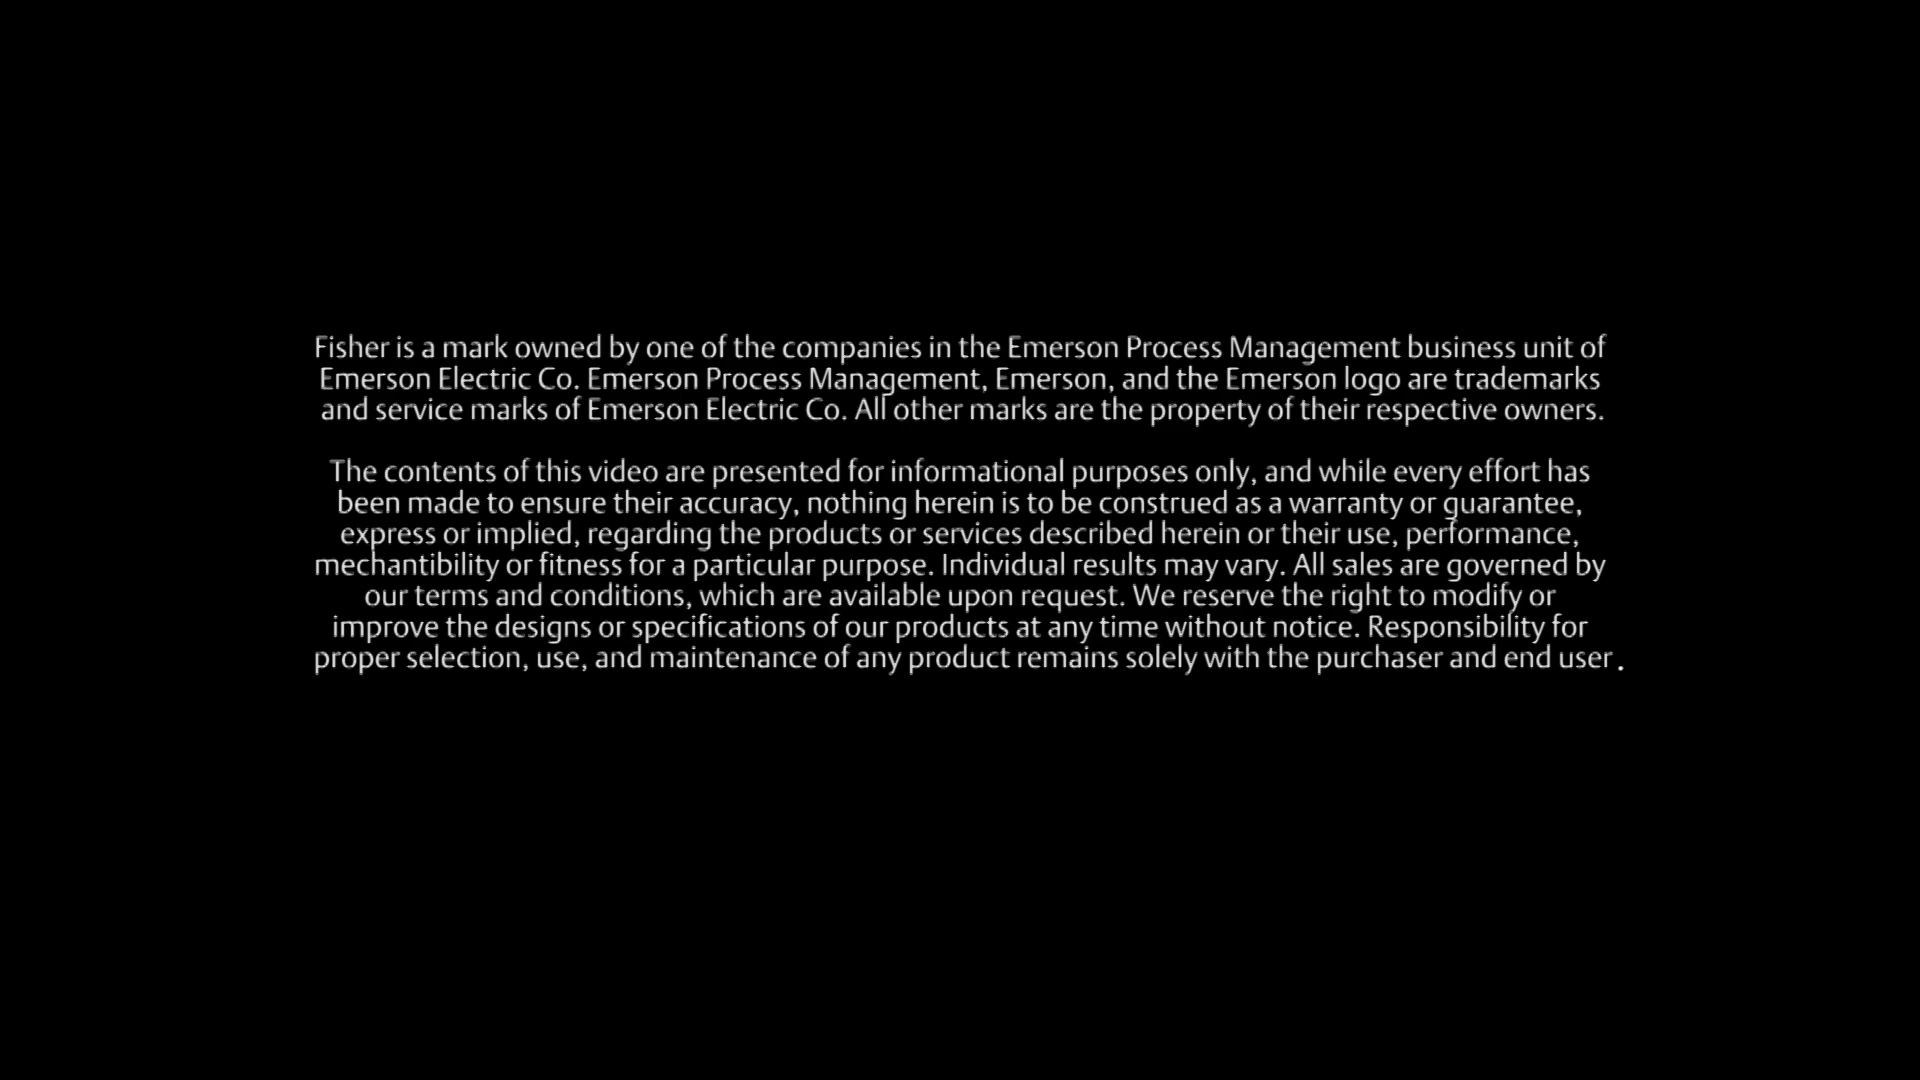 Fisher is a mark owned by one of the companies in the Emerson Process Management business unit of
Emerson Electric Co. Emerson Process Management, Emerson, and the Emerson logo are trademarks
and service marks of Emerson Electric Co. All other marks are the property of their respective owners.
The contents of this video are presented for informational purposes only, and while every effort has
been made to ensure their accuracy, nothing herein is to be construed as a warranty or guarantee,
express or implied, regarding the products or services described herein or their use, performance,
mechantibility or fitness for a particular purpose. Individual results may vary. All sales are governed by
our terms and conditions, which are available upon request. We reserve the right to modify or
improve the designs or specifications of our products at any time without notice. Responsibility for
proper selection, use, and maintenance of any product remains solely with the purchaser and end user.